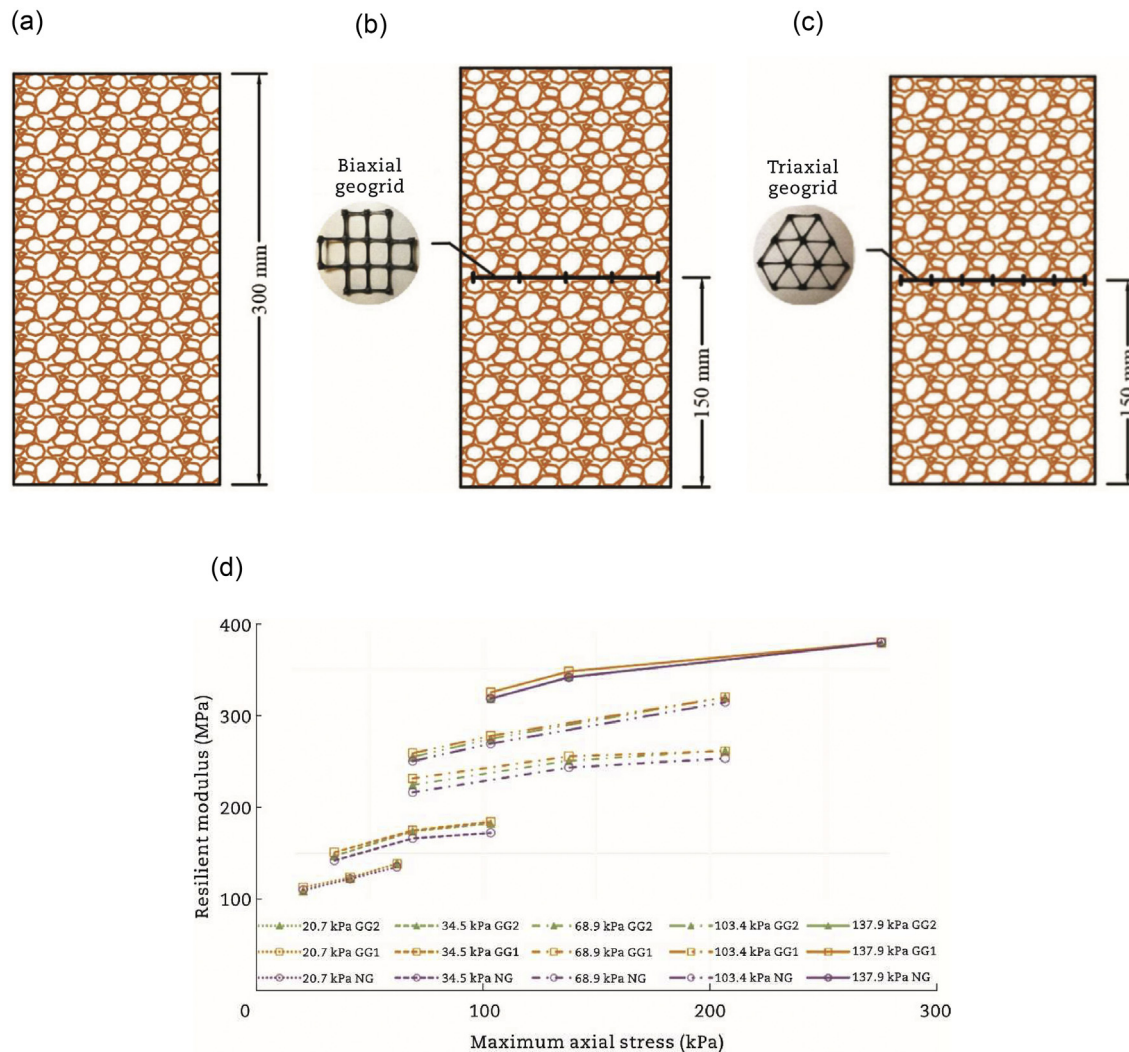 (a)
(b)
(c)
300 mm
Biaxial
geogrid
150 mm
Triaxial
geogrid
150 mm
(d)
Resilient modulus (MPa)
400
300
200
100
20.7 kPa GG2 34.5 kPa GG2 68.9 kPa GG2 103.4 kPa GG2 137.9 kPa GG2
20.7 kPa GG1 34.5 kPa GG1 68.9 kPa GG1 103.4 kPa GG1 137.9 kPa GG1
20.7 kPa NG 34.5 kPa NG 68.9 kPa NG 103.4 kPa NG 137.9 kPa NG
0 100 200 300
Maximum axial stress (kPa)